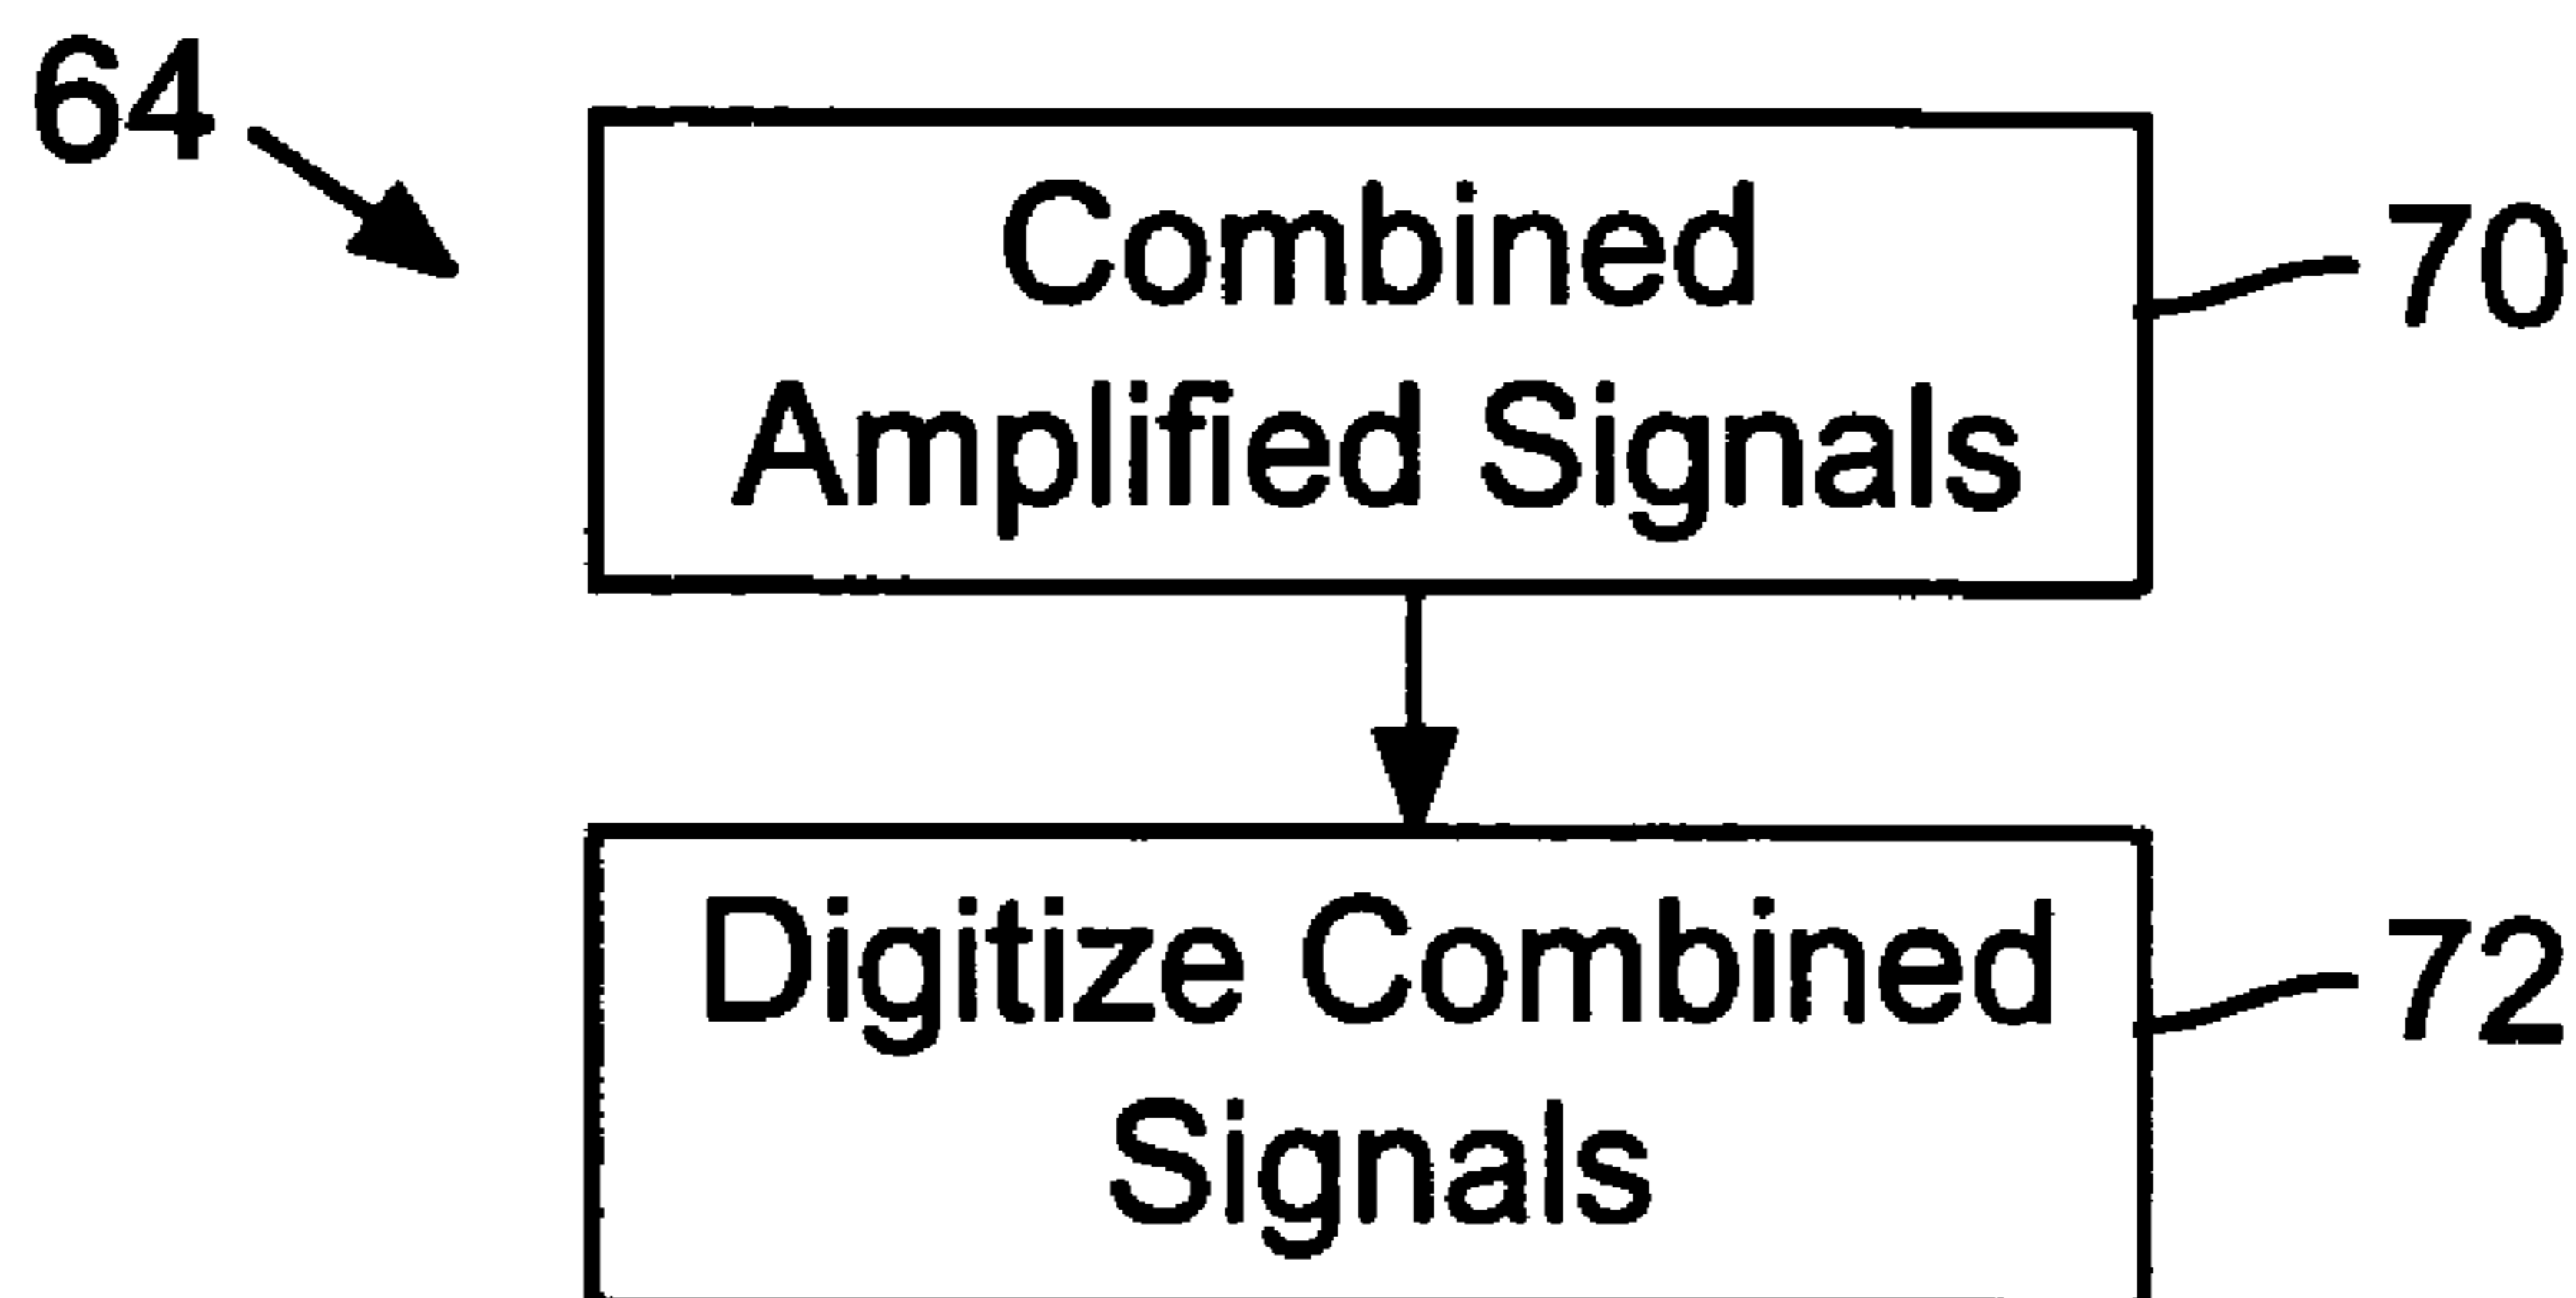 64
Combined
Amplified Signals
70
Digitize Combined
Signals
72